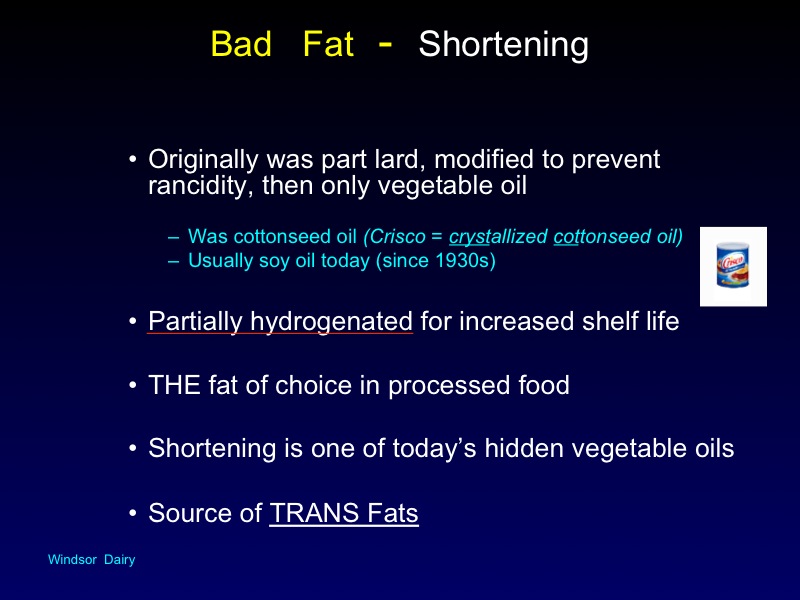 Bad Fat - Shortening
• Originally was part lard, modified to prevent
rancidity, then only vegetable oil
– Was cottonseed oil (Crisco = crystallized cottonseed oil)
– Usually soy oil today (since 1930s)
Crisco
• Partially hydrogenated for increased shelf life
• THE fat of choice in processed food
• Shortening is one of today’s hidden vegetable oils
• Source of TRANS Fats
Windsor Dairy